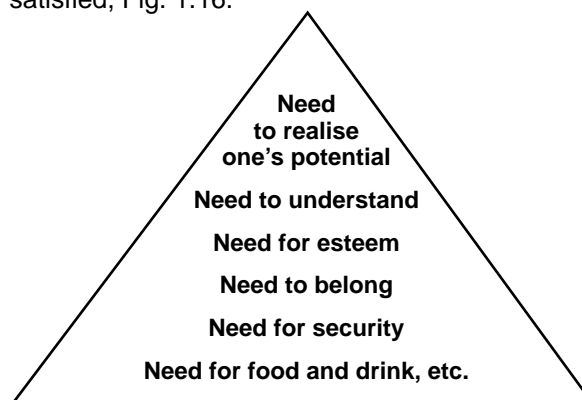 satisfied, Fig. 1.16.
Need
to realise
one's potential
Need to understand
Need for esteem
Need to belong
Need for security
Need for food and drink, etc.